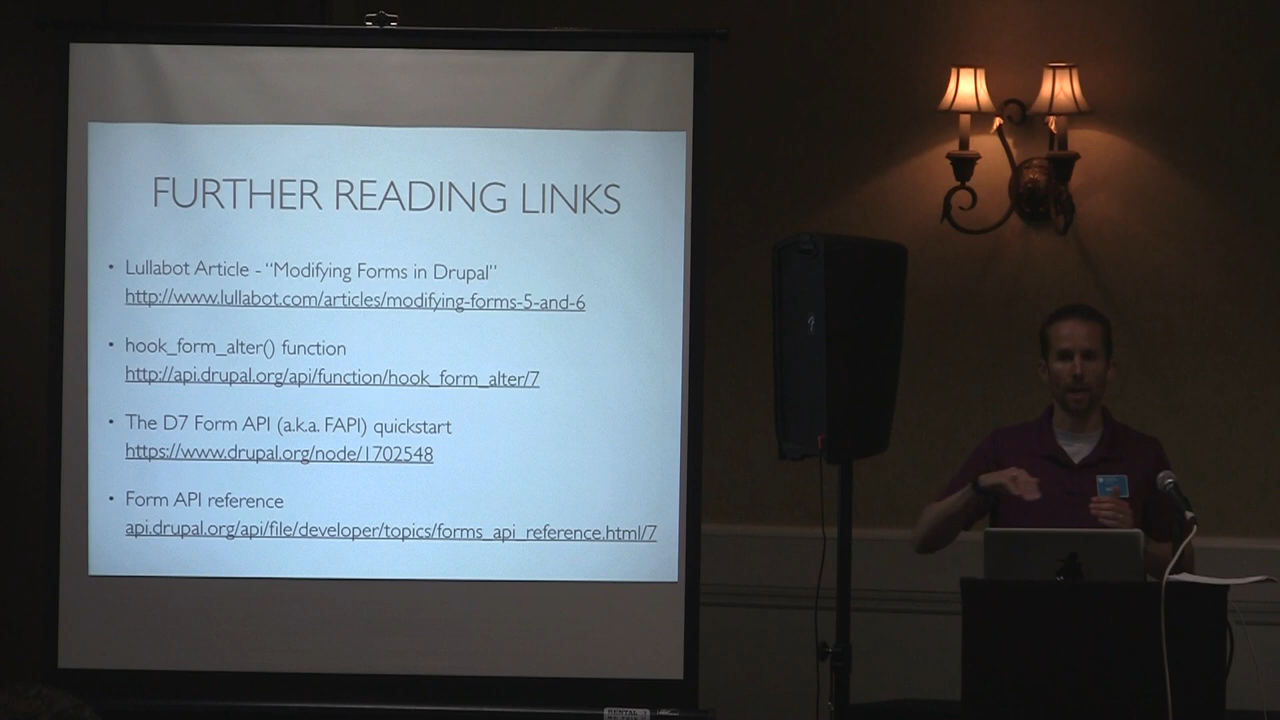 FURTHER READING LINKS
• Lullabot Article - “Modifying Forms in Drupal”
http://www.lullabot.com/articles/modifying-forms-5-and-6
• hook_form_alter() function
http://api.drupal.org/api/function/hook_form_alter/7
• The D7 Form API (a.k.a. FAPI) quickstart
https://www.drupal.org/node/1702548
• Form API reference
api.drupal.org/api/file/developer/topics/forms_api_reference.html/7
RENTAL